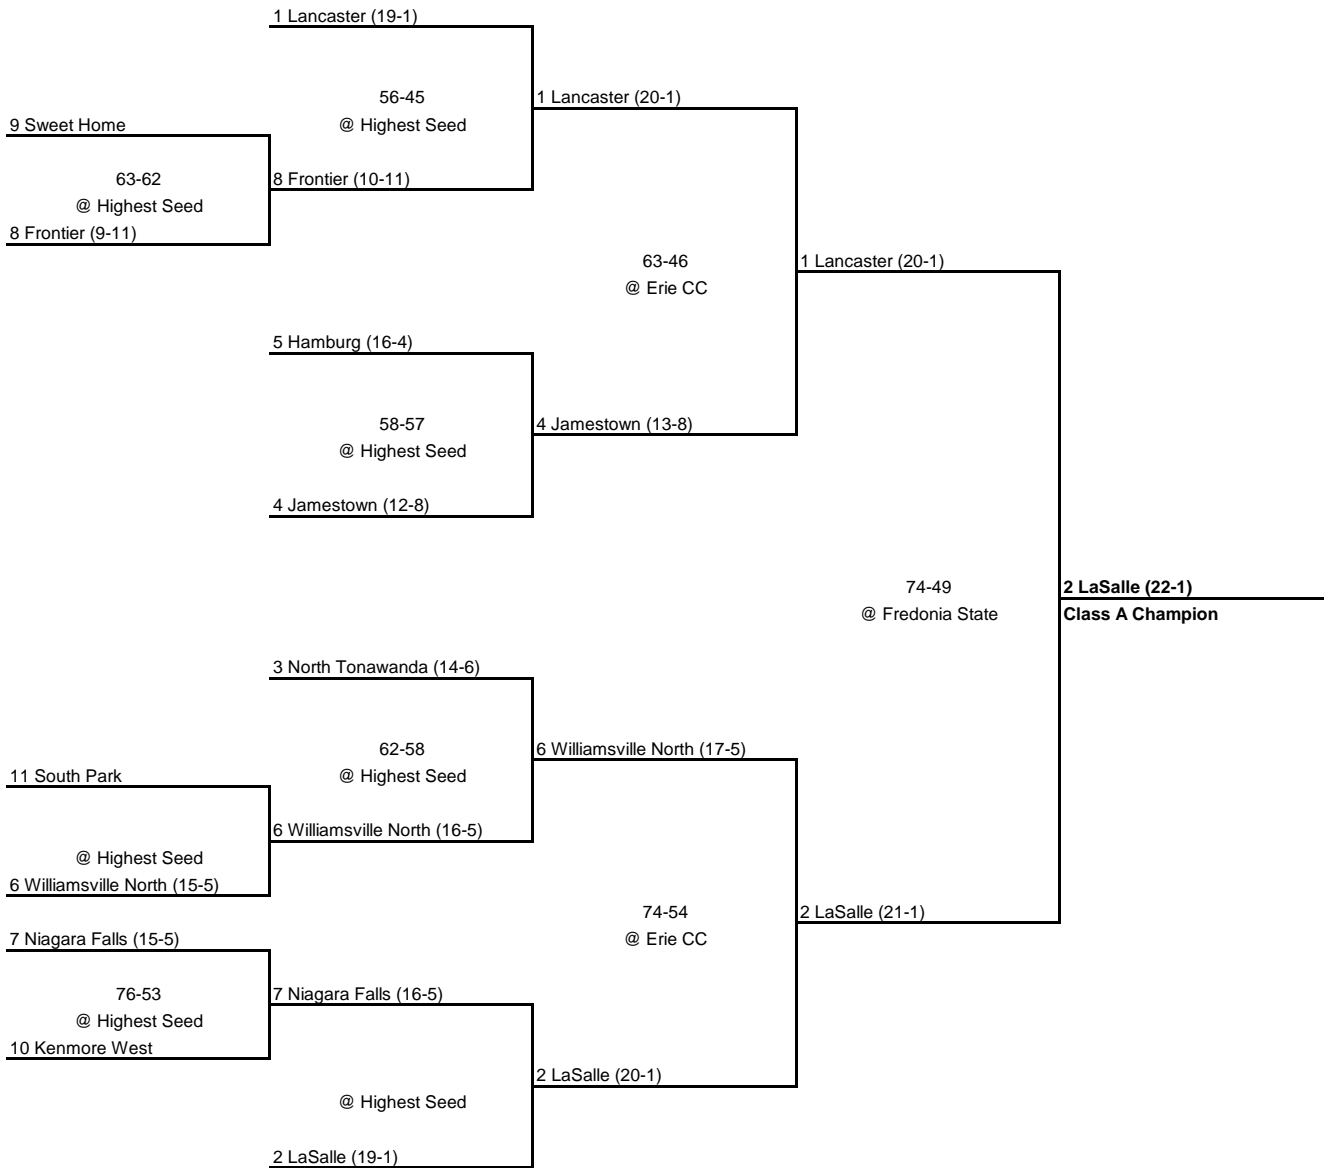 1 Lancaster (19-1)
56-45
1 Lancaster (20-1)
9 Sweet Home
@ Highest Seed
63-62
8 Frontier (10-11)
@ Highest Seed
8 Frontier (9-11)
63-46
1 Lancaster (20-1)
@ Erie CC
5 Hamburg (16-4)
58-57
4 Jamestown (13-8)
@ Highest Seed
4 Jamestown (12-8)
74-49
2 LaSalle (22-1)
@ Fredonia State
Class A Champion
3 North Tonawanda (14-6)
62-58
6 Williamsville North (17-5)
11 South Park
@ Highest Seed
6 Williamsville North (16-5)
@ Highest Seed
6 Williamsville North (15-5)
74-54
2 LaSalle (21-1)
7 Niagara Falls (15-5)
@ Erie CC
76-53
7 Niagara Falls (16-5)
@ Highest Seed
10 Kenmore West
2 LaSalle (20-1)
@ Highest Seed
2 LaSalle (19-1)